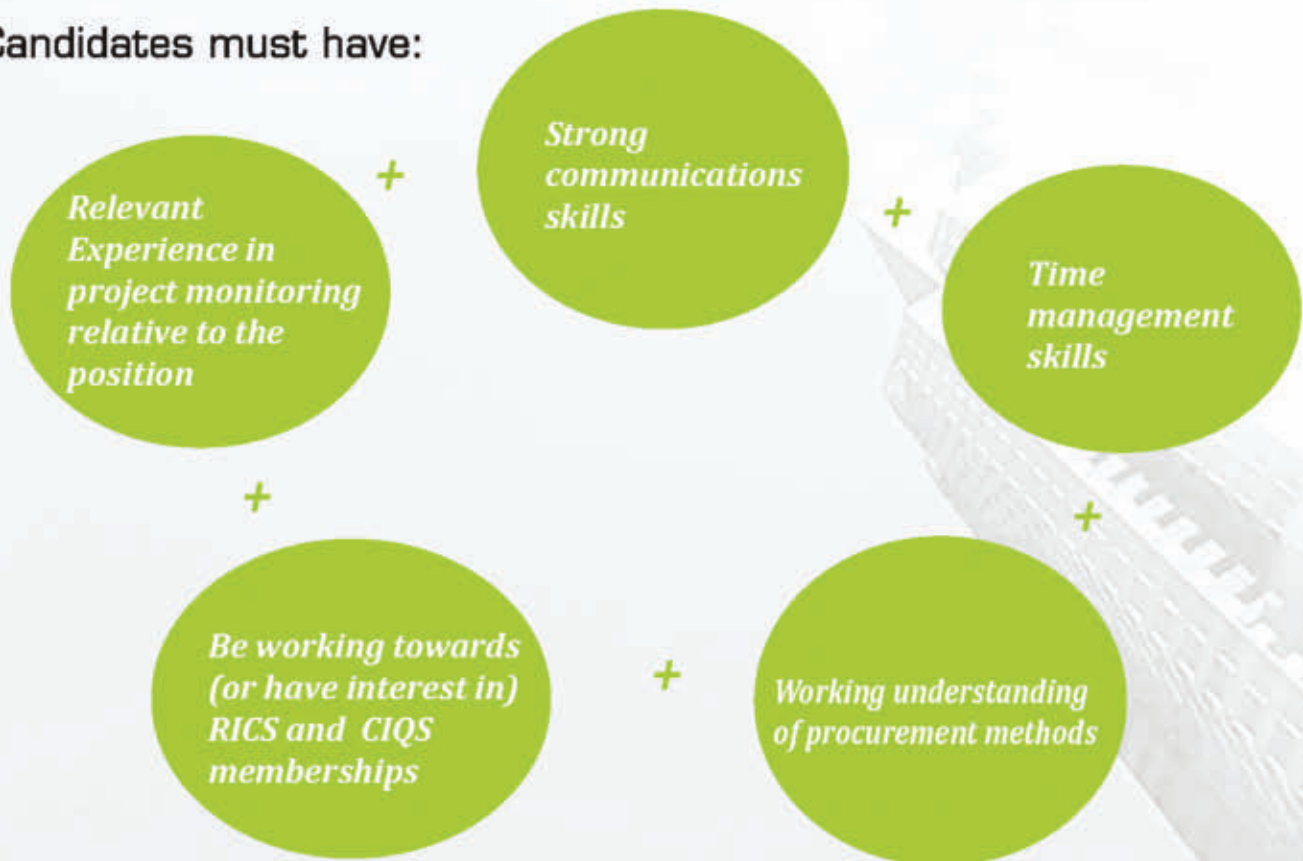 Candidates must have:
Relevant
Experience in
project monitoring
relative to the
position
+
Strong
communications
skills
+
Time
management
skills
+
+
Be working towards
(or have interest in)
RICS and CIQS
memberships
+
Working understanding
of procurement methods